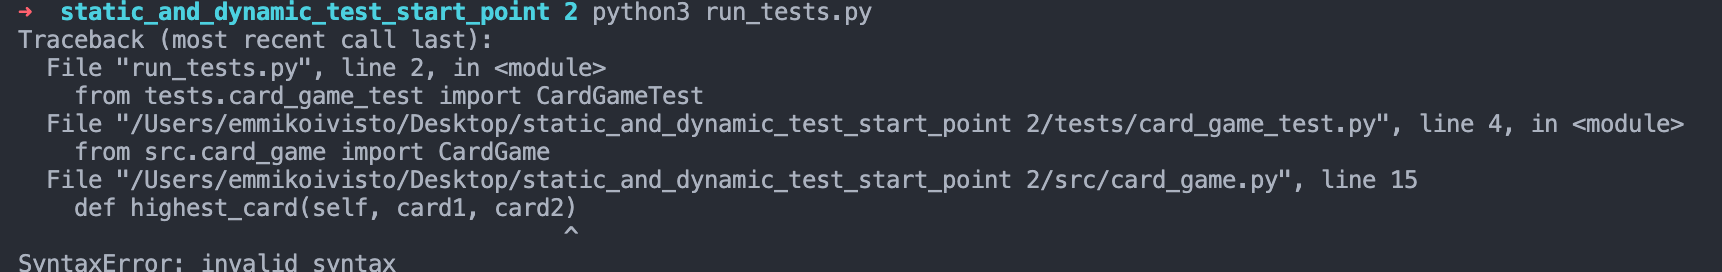 ➜  static_and_dynamic_test_start_point 2 python3 run_tests.py
Traceback (most recent call last):
  File "run_tests.py", line 2, in <module>
    from tests.card_game_test import CardGameTest
  File "/Users/emmikoivisto/Desktop/static_and_dynamic_test_start_point 2/tests/card_game_test.py", line 4, in <module>
    from src.card_game import CardGame
  File "/Users/emmikoivisto/Desktop/static_and_dynamic_test_start_point 2/src/card_game.py", line 15
    def highest_card(self, card1, card2)
                                       ^
SyntaxError: invalid syntax